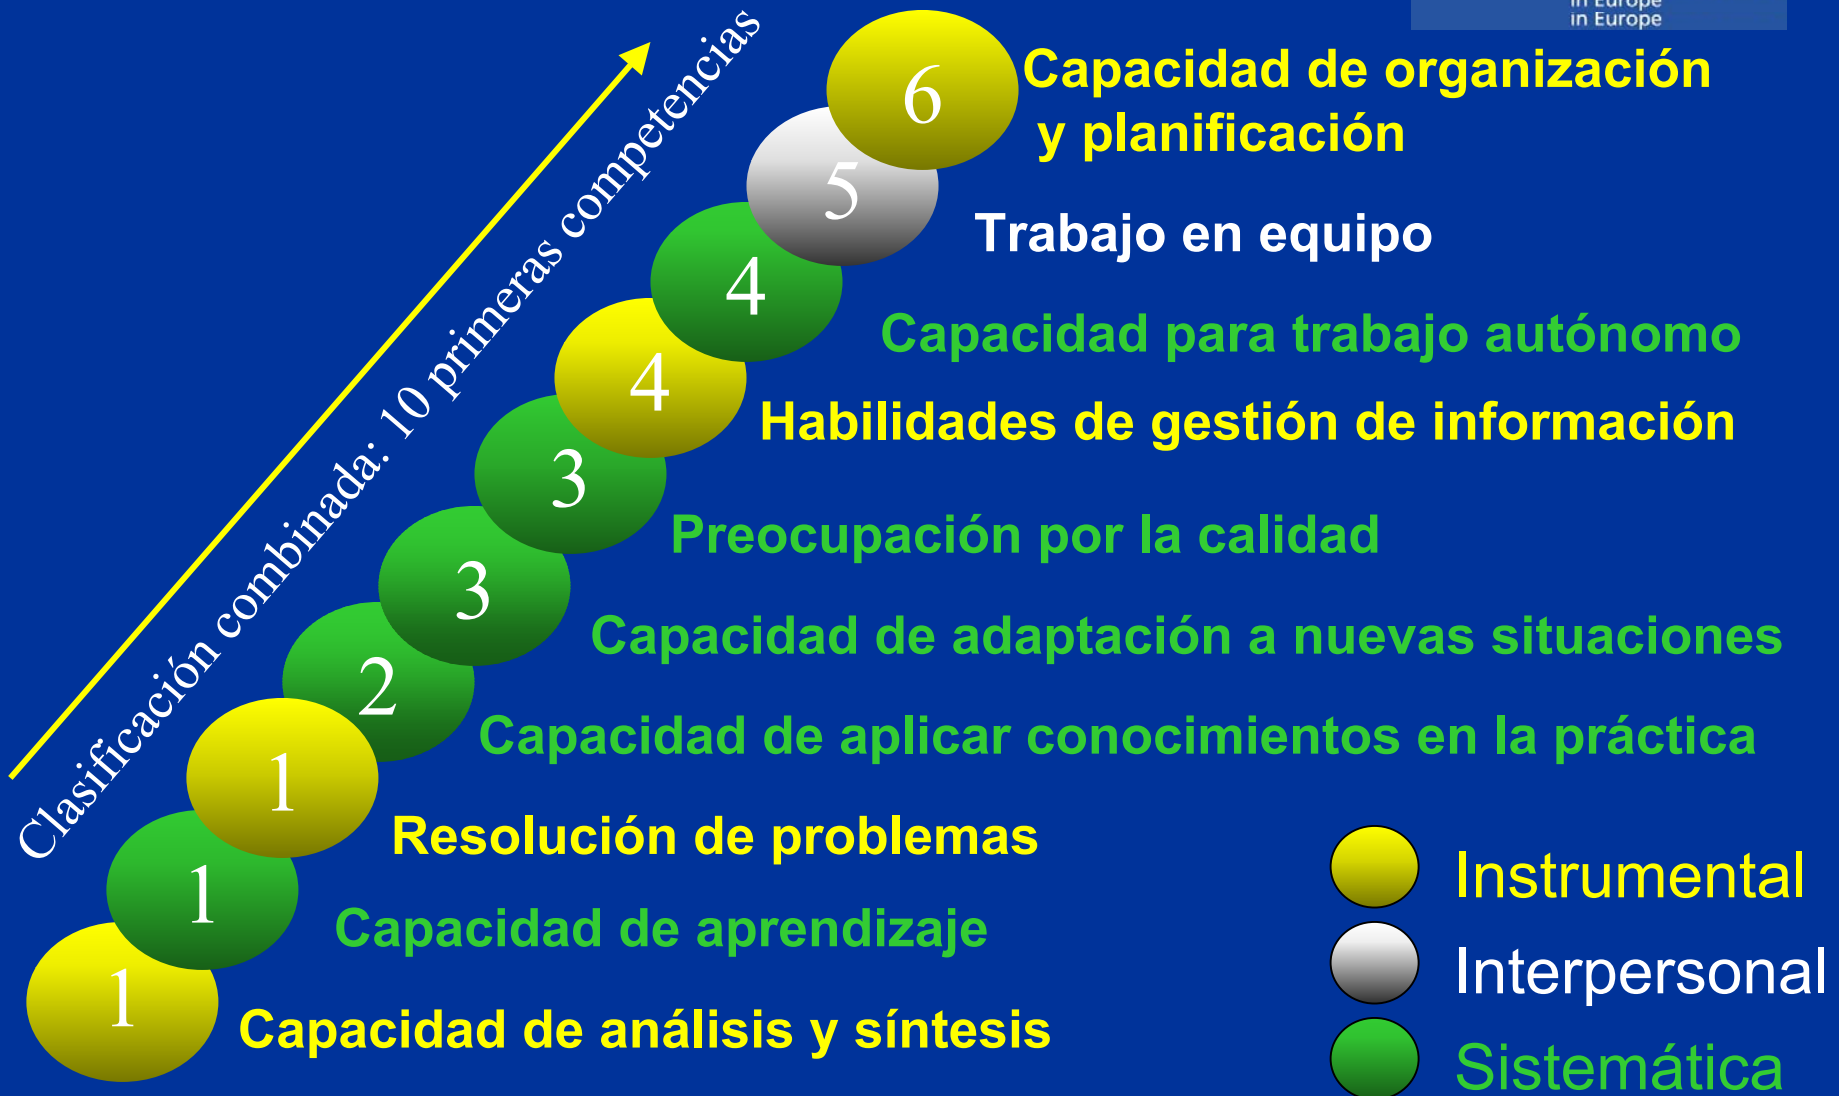 in Europe
in Europe
Clasificación combinada: 10 primeras competencias
6
Capacidad de organización
y planificación
5
Trabajo en equipo
4
Capacidad para trabajo autónomo
4
Habilidades de gestión de información
3
Preocupación por la calidad
3
Capacidad de adaptación a nuevas situaciones
2
Capacidad de aplicar conocimientos en la práctica
1
Resolución de problemas
1
Capacidad de aprendizaje
1
Capacidad de análisis y síntesis
Instrumental
Interpersonal
Sistemática